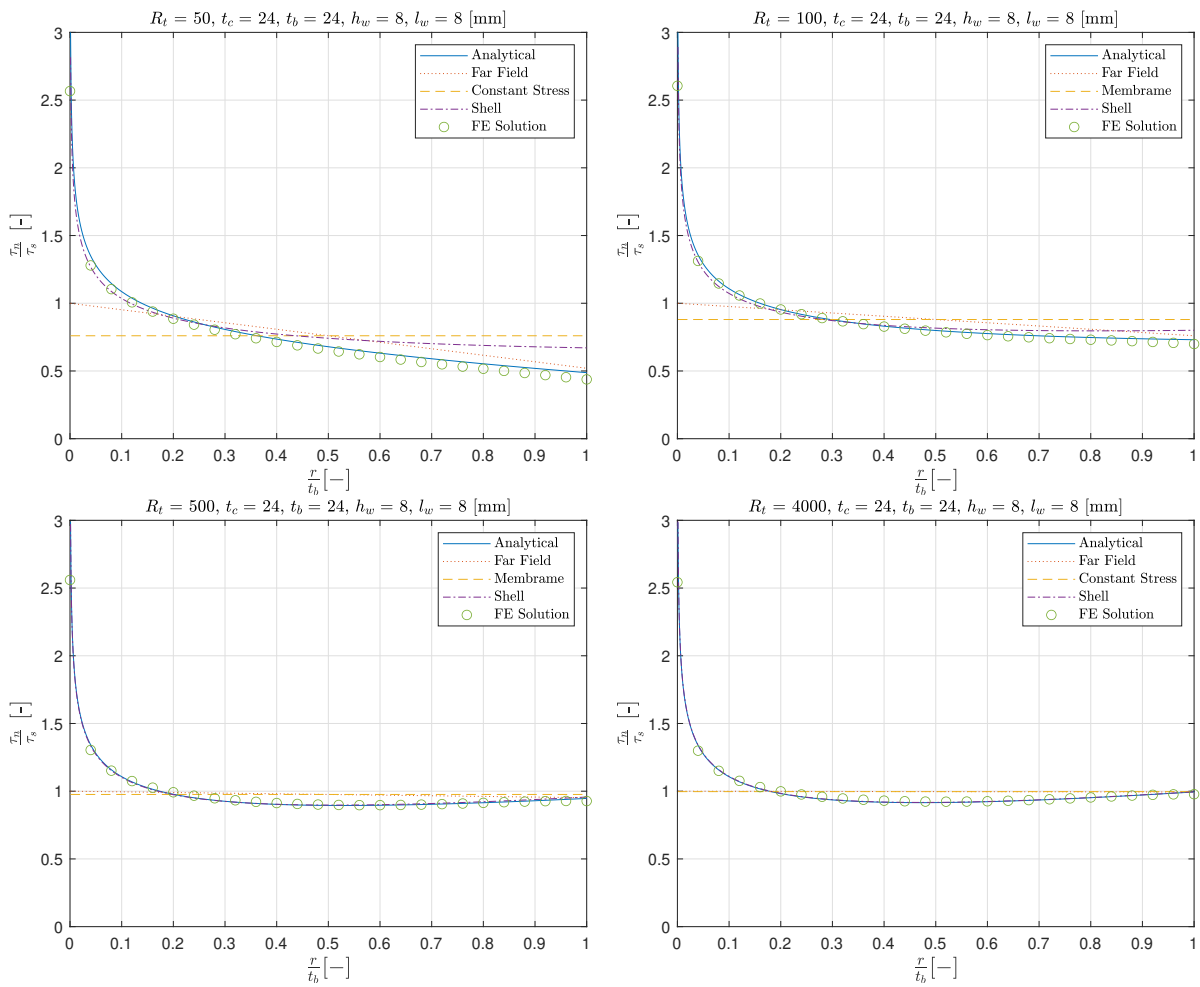 R_t = 50, t_c = 24, t_b = 24, h_w = 8, l_w = 8 [mm]
3
2.5
2
1.5
1
0.5
0
τ_n/τ_s [-]
Analytical
Far Field
Constant Stress
Shell
FE Solution
0 0.1 0.2 0.3 0.4 0.5 0.6 0.7 0.8 0.9 1
r/t_b [−]
R_t = 100, t_c = 24, t_b = 24, h_w = 8, l_w = 8 [mm]
3
2.5
2
1.5
1
0.5
0
τ_n/τ_s [-]
Analytical
Far Field
Membrame
Shell
FE Solution
0 0.1 0.2 0.3 0.4 0.5 0.6 0.7 0.8 0.9 1
r/t_b [−]
R_t = 500, t_c = 24, t_b = 24, h_w = 8, l_w = 8 [mm]
3
2.5
2
1.5
1
0.5
0
τ_n/τ_s [-]
Analytical
Far Field
Membrame
Shell
FE Solution
0 0.1 0.2 0.3 0.4 0.5 0.6 0.7 0.8 0.9 1
r/t_b [−]
R_t = 4000, t_c = 24, t_b = 24, h_w = 8, l_w = 8 [mm]
3
2.5
2
1.5
1
0.5
0
τ_n/τ_s [-]
Analytical
Far Field
Constant Stress
Shell
FE Solution
0 0.1 0.2 0.3 0.4 0.5 0.6 0.7 0.8 0.9 1
r/t_b [−]